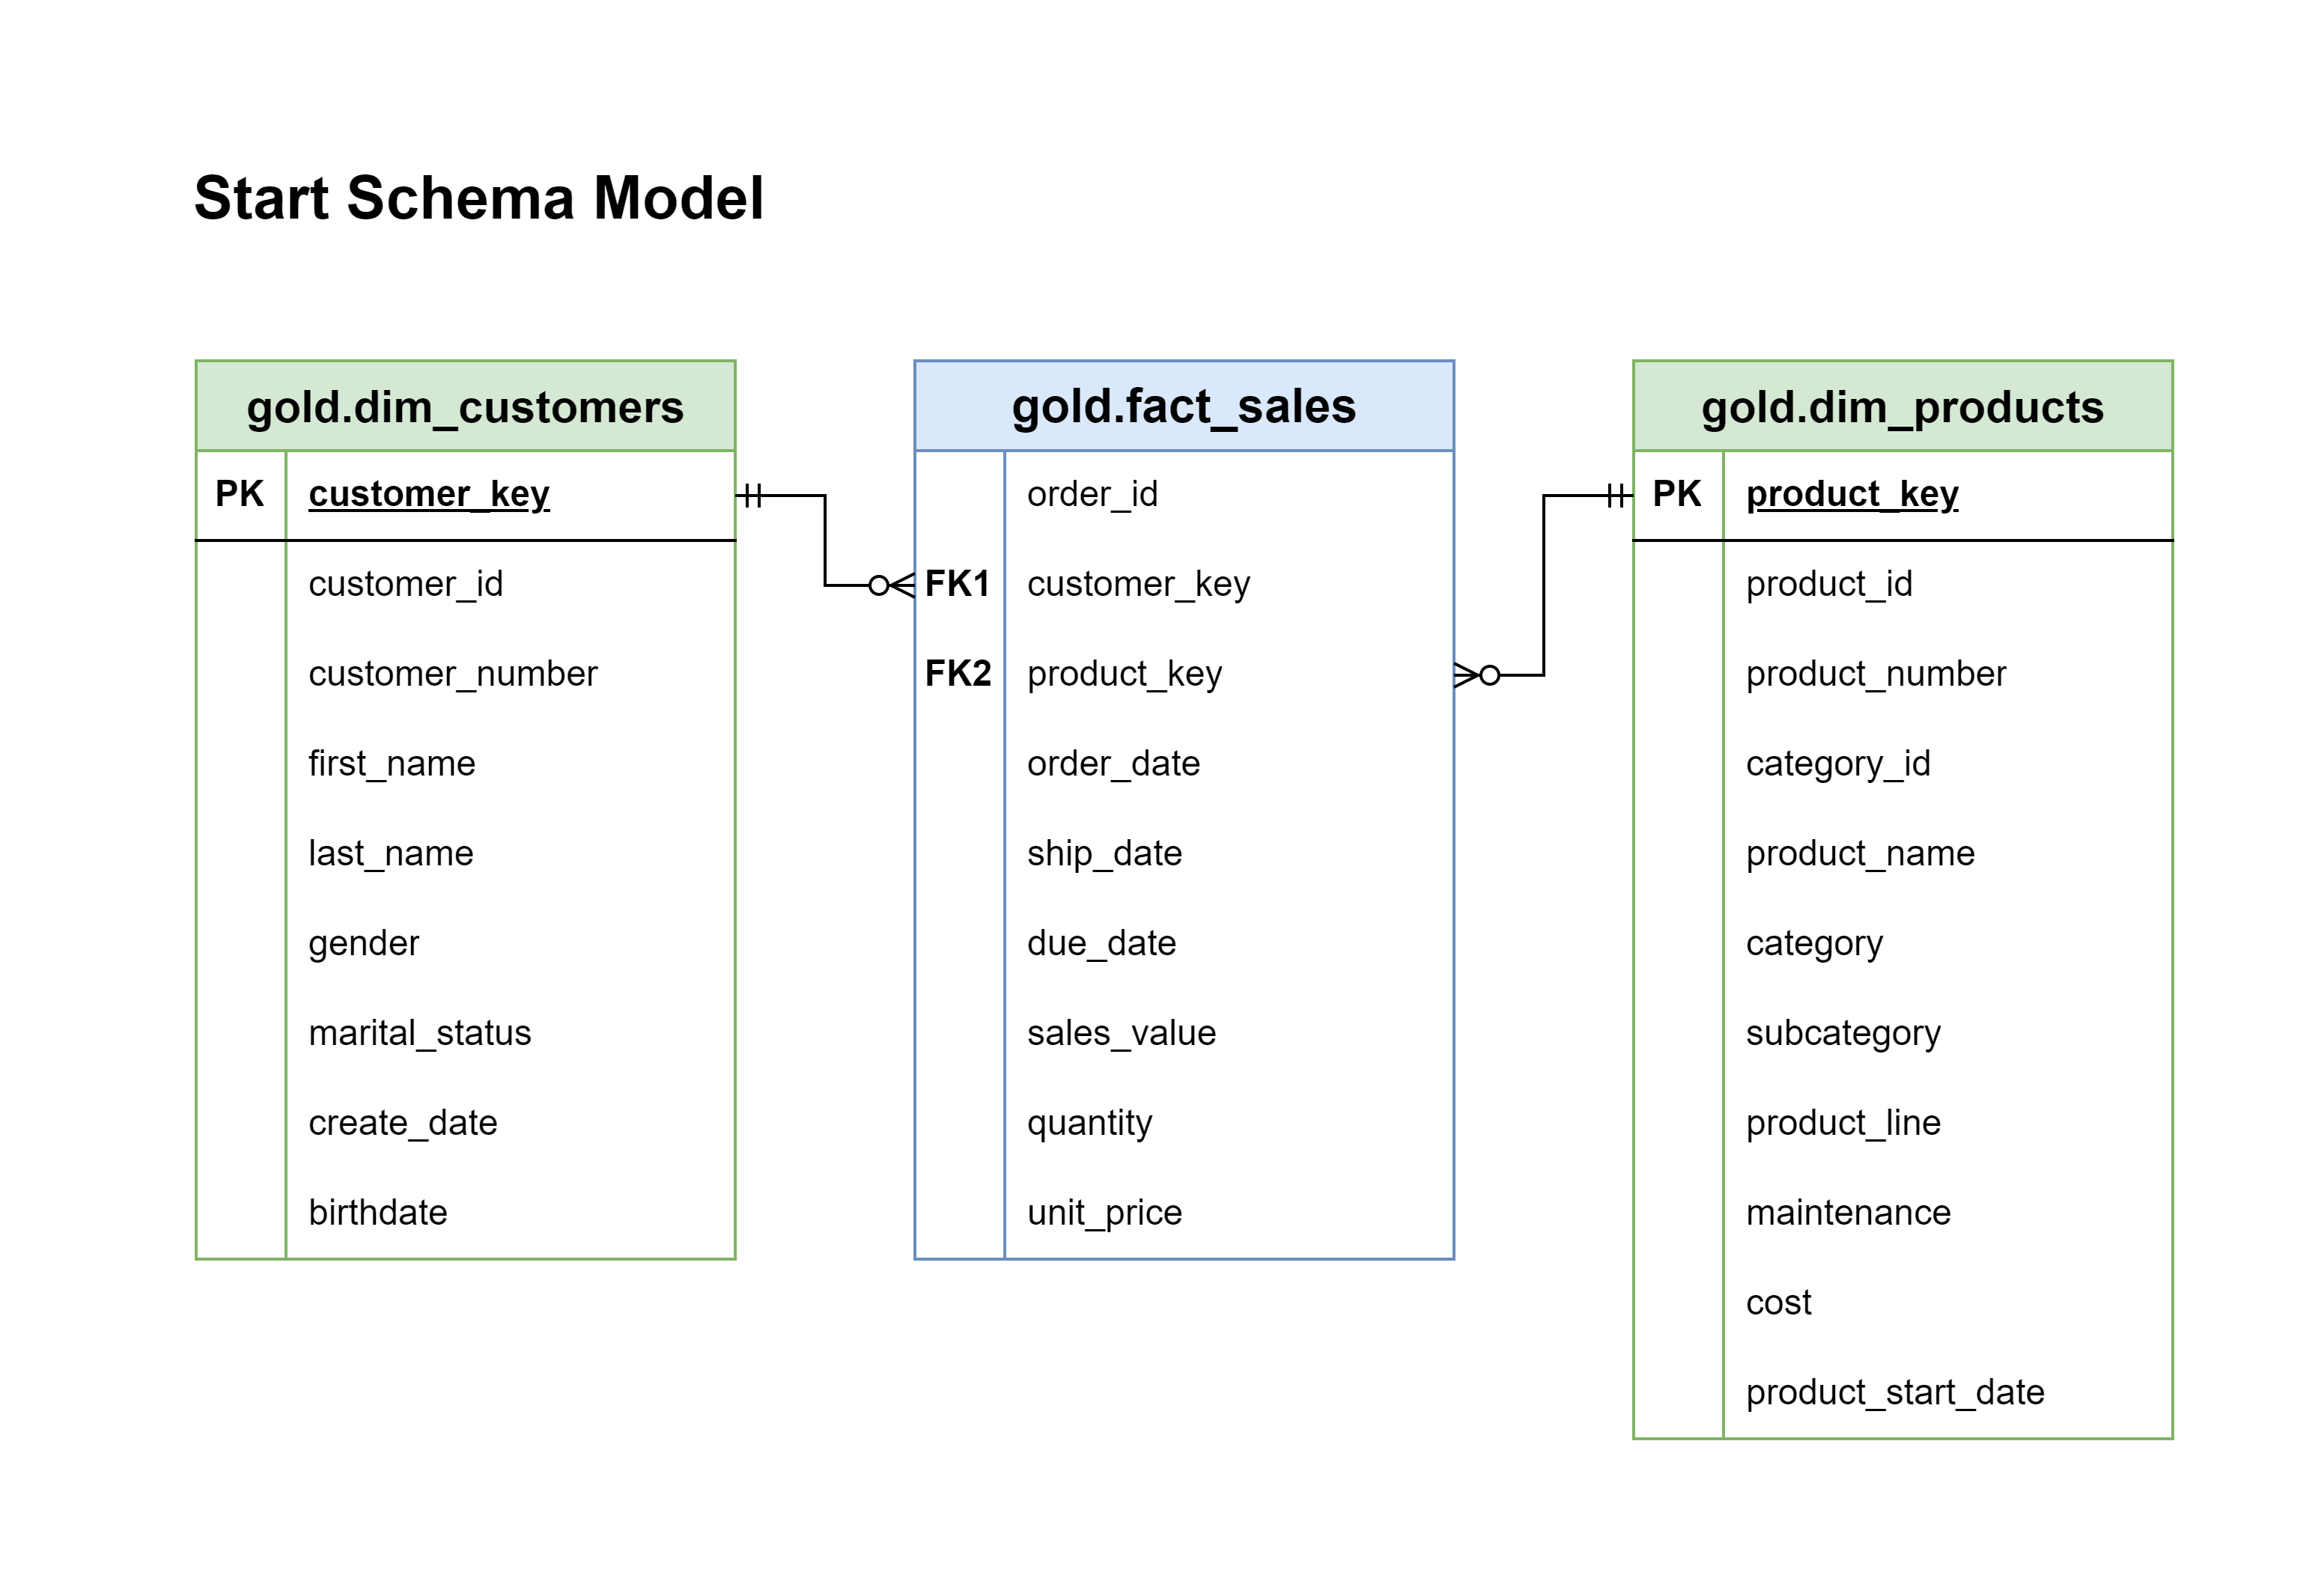 Start Schema Model
gold.dim_customers
PK customer_key
customer_id
customer_number
first_name
last_name
gender
marital_status
create_date
birthdate
gold.fact_sales
order_id
FK1 customer_key
FK2 product_key
order_date
ship_date
due_date
sales_value
quantity
unit_price
gold.dim_products
PK product_key
product_id
product_number
category_id
product_name
category
subcategory
product_line
maintenance
cost
product_start_date